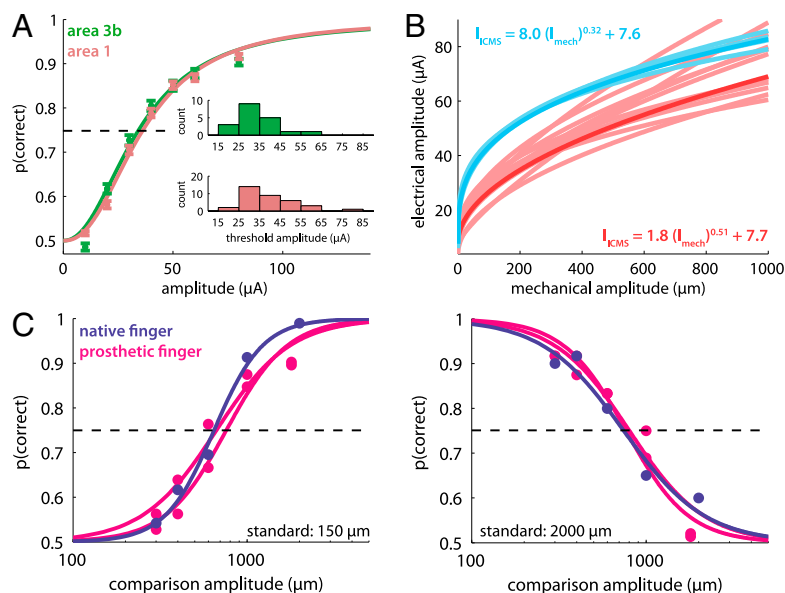 A
area 3b
area 1
1
0.9
0.8
0.7
0.6
0.5
p(correct)
0 50 100
amplitude (μA)
10
5
0
count
15 25 35 45 55 65 75 85
20
10
0
count
15 25 35 45 55 65 75 85
threshold amplitude (μA)
B
I_ICMS = 8.0 (I_mech)^0.32 + 7.6
I_ICMS = 1.8 (I_mech)^0.51 + 7.7
80
60
40
20
electrical amplitude (μA)
0 200 400 600 800 1000
mechanical amplitude (μm)
C
native finger
prosthetic finger
1
0.9
0.8
0.7
0.6
0.5
p(correct)
standard: 150 μm
100 1000
comparison amplitude (μm)
1
0.9
0.8
0.7
0.6
0.5
p(correct)
standard: 2000 μm
100 1000
comparison amplitude (μm)